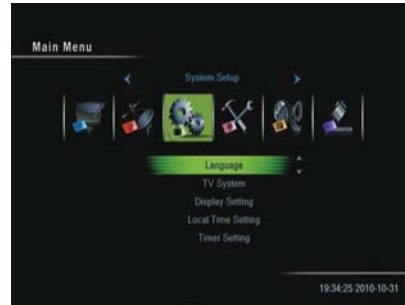 Main Menu
System Setup
Language
TV System
Display Setting
Local Time Setting
Timer Setting
19:34:25 2010-10-31